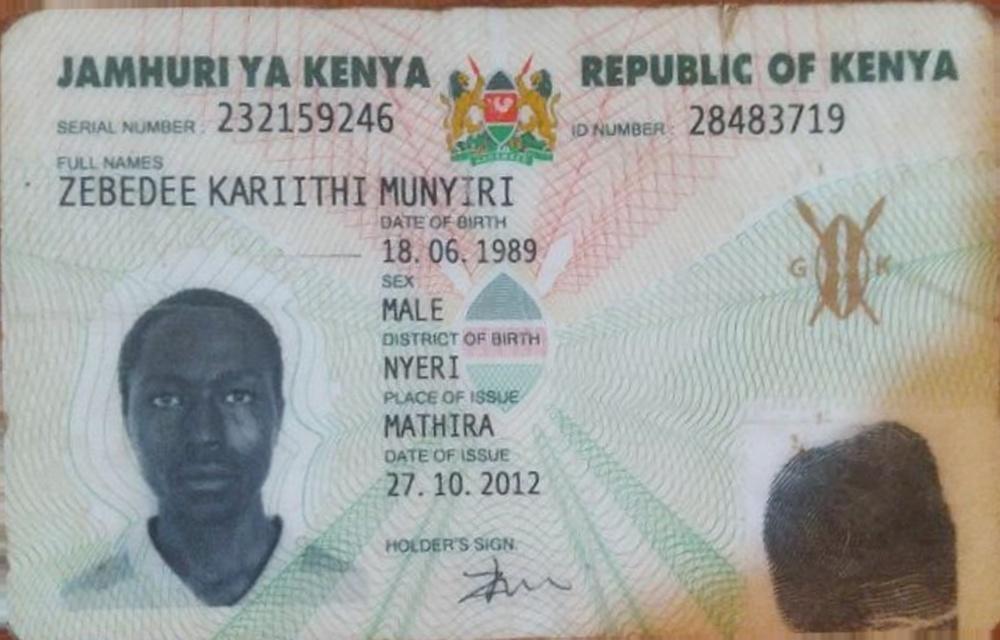 JAMHURI YA KENYA REPUBLIC OF KENYA
SERIAL NUMBER : 232159246 ID NUMBER : 28483719
FULL NAMES
ZEBEDEE KARIITHI MUNYIRI
DATE OF BIRTH
18. 06. 1989
SEX
MALE
G K
DISTRICT OF BIRTH
NYERI
PLACE OF ISSUE
MATHIRA
DATE OF ISSUE
27. 10. 2012
HOLDER'S SIGN.